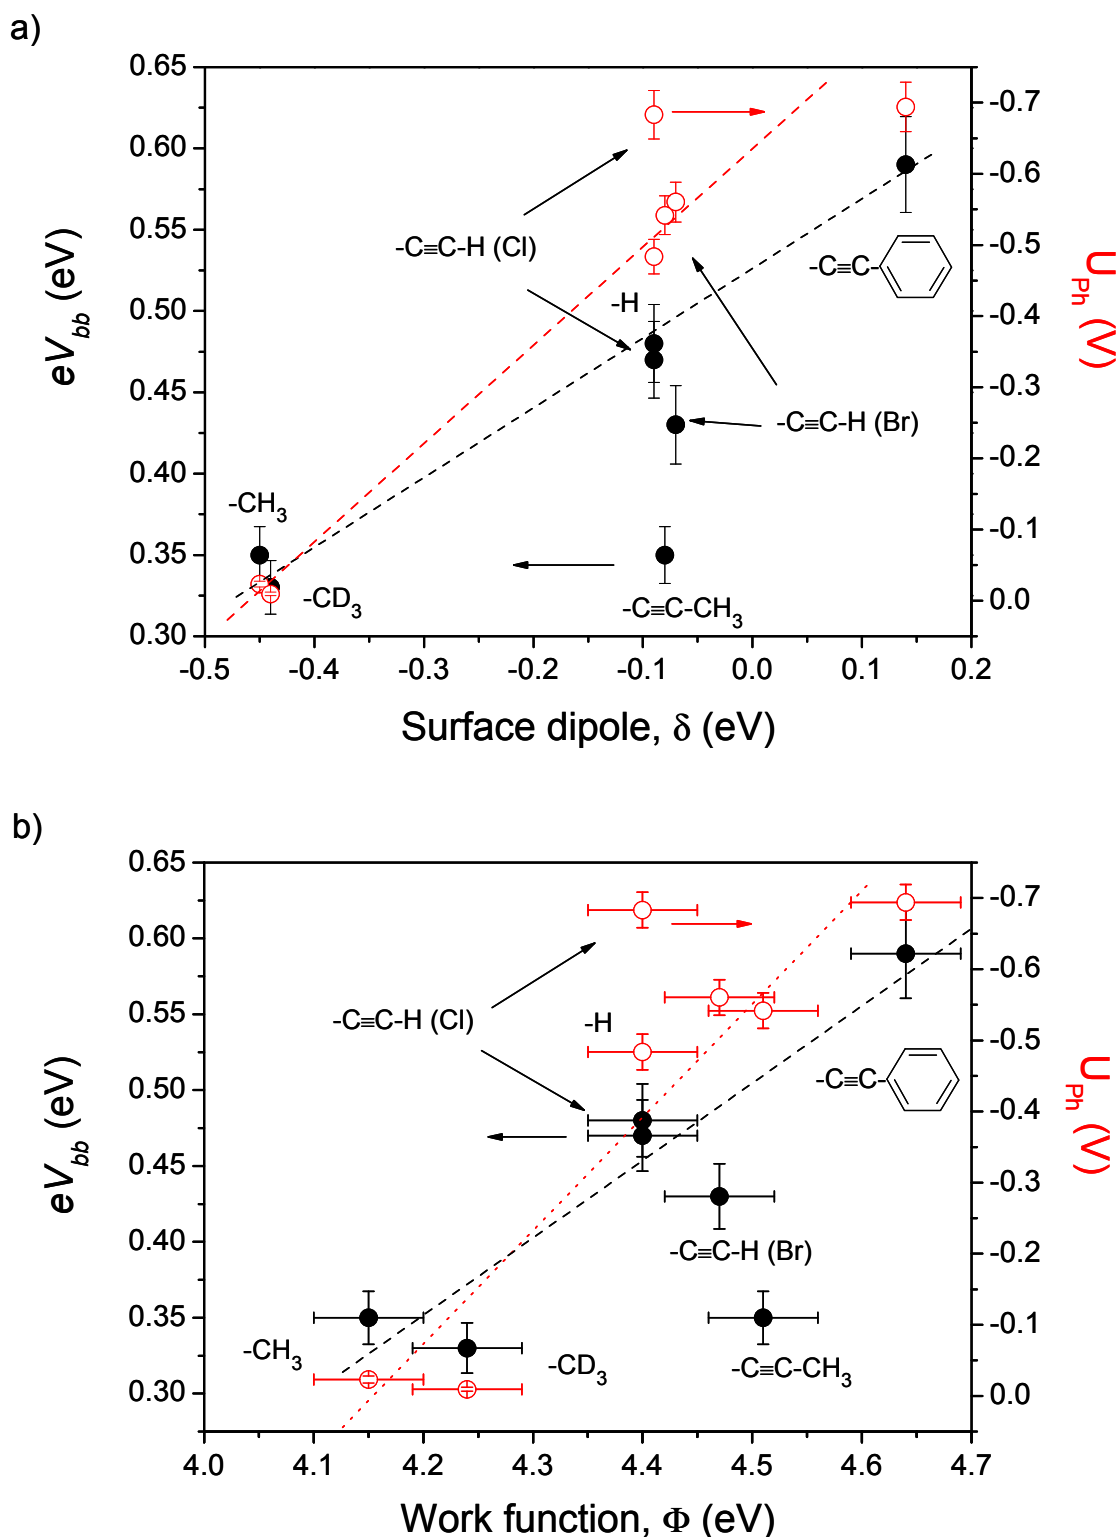 a)
0.65
0.60
0.55
0.50
0.45
0.40
0.35
0.30
eV_bb (eV)
-0.7
-0.6
-0.5
-0.4
-0.3
-0.2
-0.1
0.0
U_Ph (V)
-C≡C-H (Cl)
-H
-C≡C-
-C≡C-H (Br)
-CH₃
-CD₃
-C≡C-CH₃
-0.5 -0.4 -0.3 -0.2 -0.1 0.0 0.1 0.2
Surface dipole, δ (eV)
b)
0.65
0.60
0.55
0.50
0.45
0.40
0.35
0.30
eV_bb (eV)
-0.7
-0.6
-0.5
-0.4
-0.3
-0.2
-0.1
0.0
U_Ph (V)
-C≡C-H (Cl)
-H
-C≡C-
-C≡C-H (Br)
-CH₃
-CD₃
-C≡C-CH₃
4.0 4.1 4.2 4.3 4.4 4.5 4.6 4.7
Work function, Φ (eV)